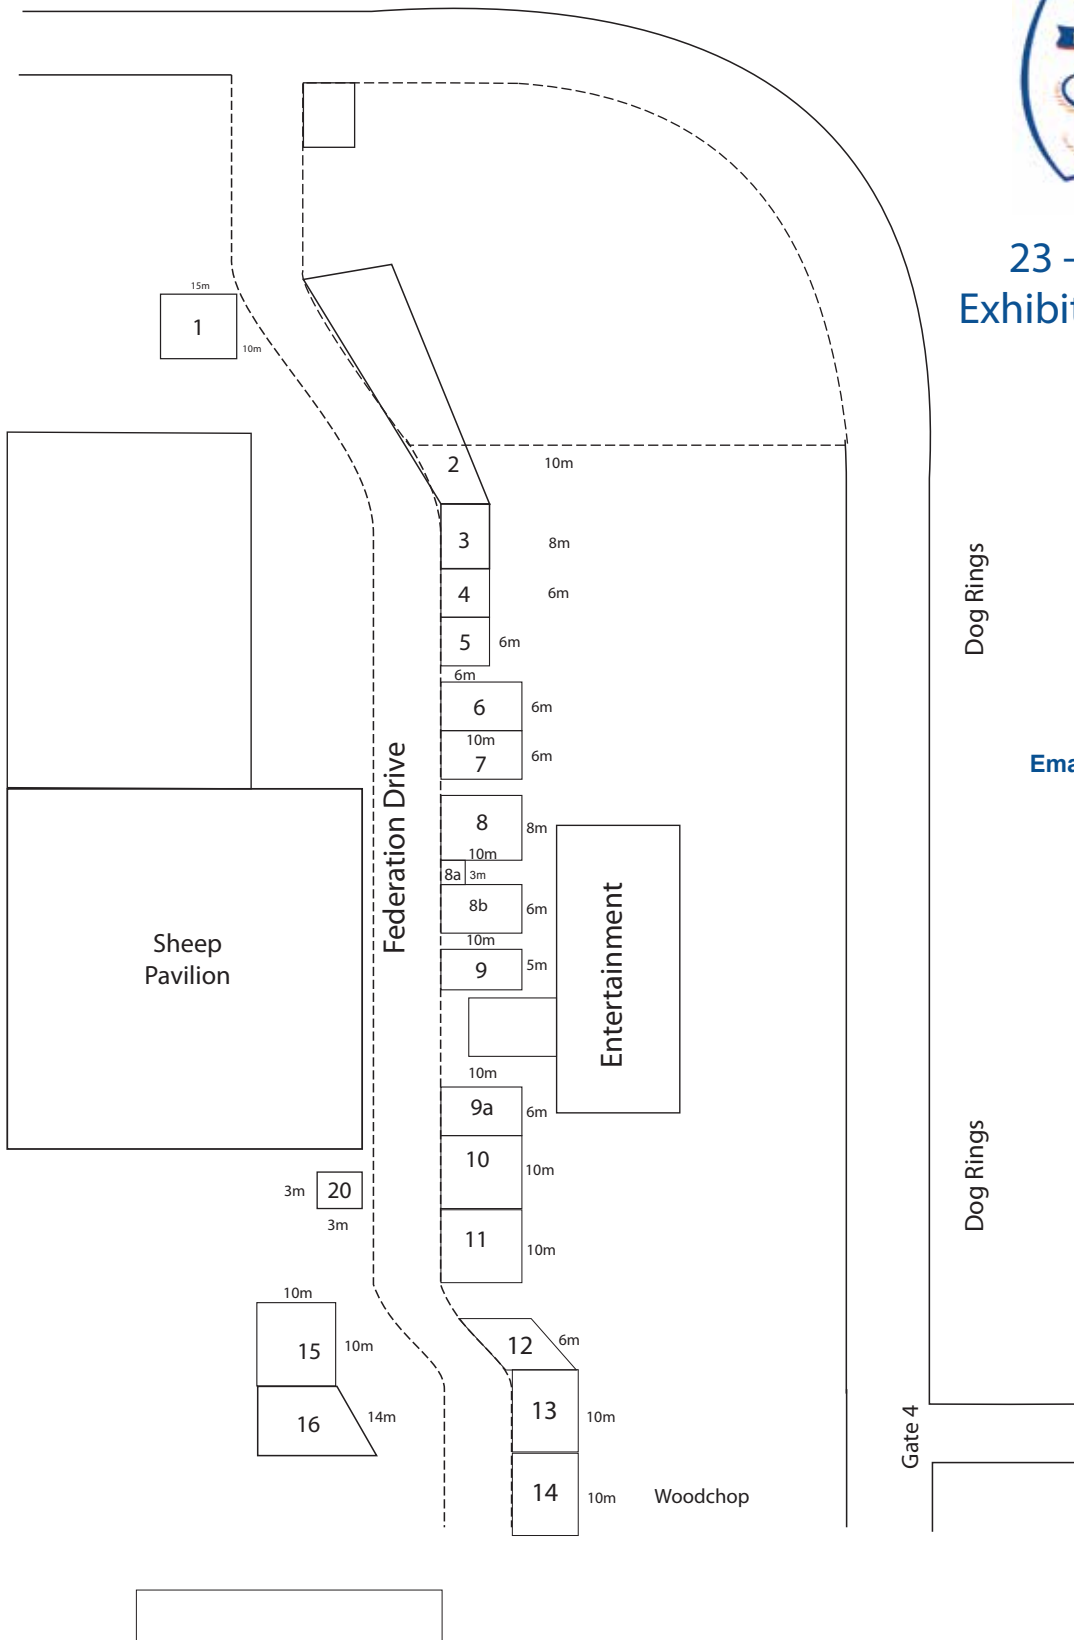 23 -
Exhibit
15m
1
10m
2
10m
3
8m
Dog Rings
4
6m
5
6m
6m
6
6m
10m
7
6m
Federation Drive
Ema
8
8m
10m
8a
3m
8b
6m
10m
9
5m
Sheep
Pavilion
Entertainment
10m
9a
6m
10
10m
Dog Rings
3m
20
3m
11
10m
10m
15
10m
12
6m
16
14m
13
10m
Gate 4
14
10m
Woodchop